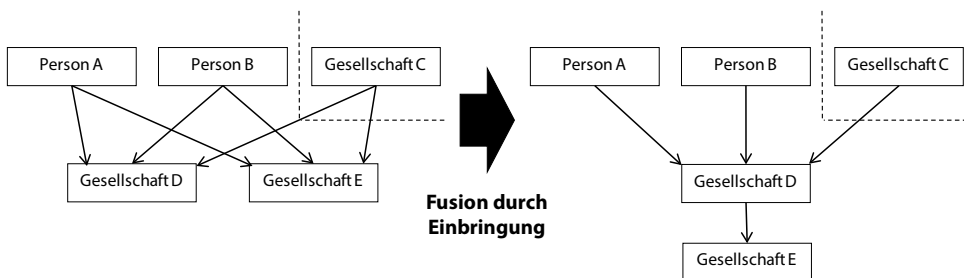 Person A
Person B
Gesellschaft C
Gesellschaft D
Gesellschaft E
Fusion durch
Einbringung
Person A
Person B
Gesellschaft C
Gesellschaft D
Gesellschaft E